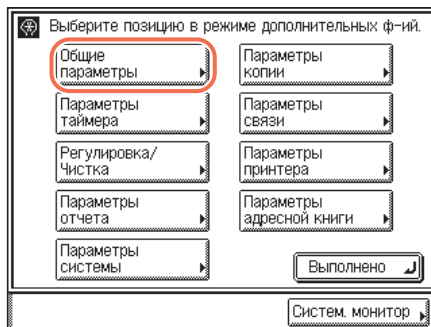 Выберите позицию в режиме дополнительных ф-ий.
Общие
параметры
Параметры
копии
Параметры
таймера
Параметры
связи
Регулировка/
Чистка
Параметры
принтера
Параметры
отчета
Параметры
адресной книги
Параметры
системы
Выполнено
Систем. монитор